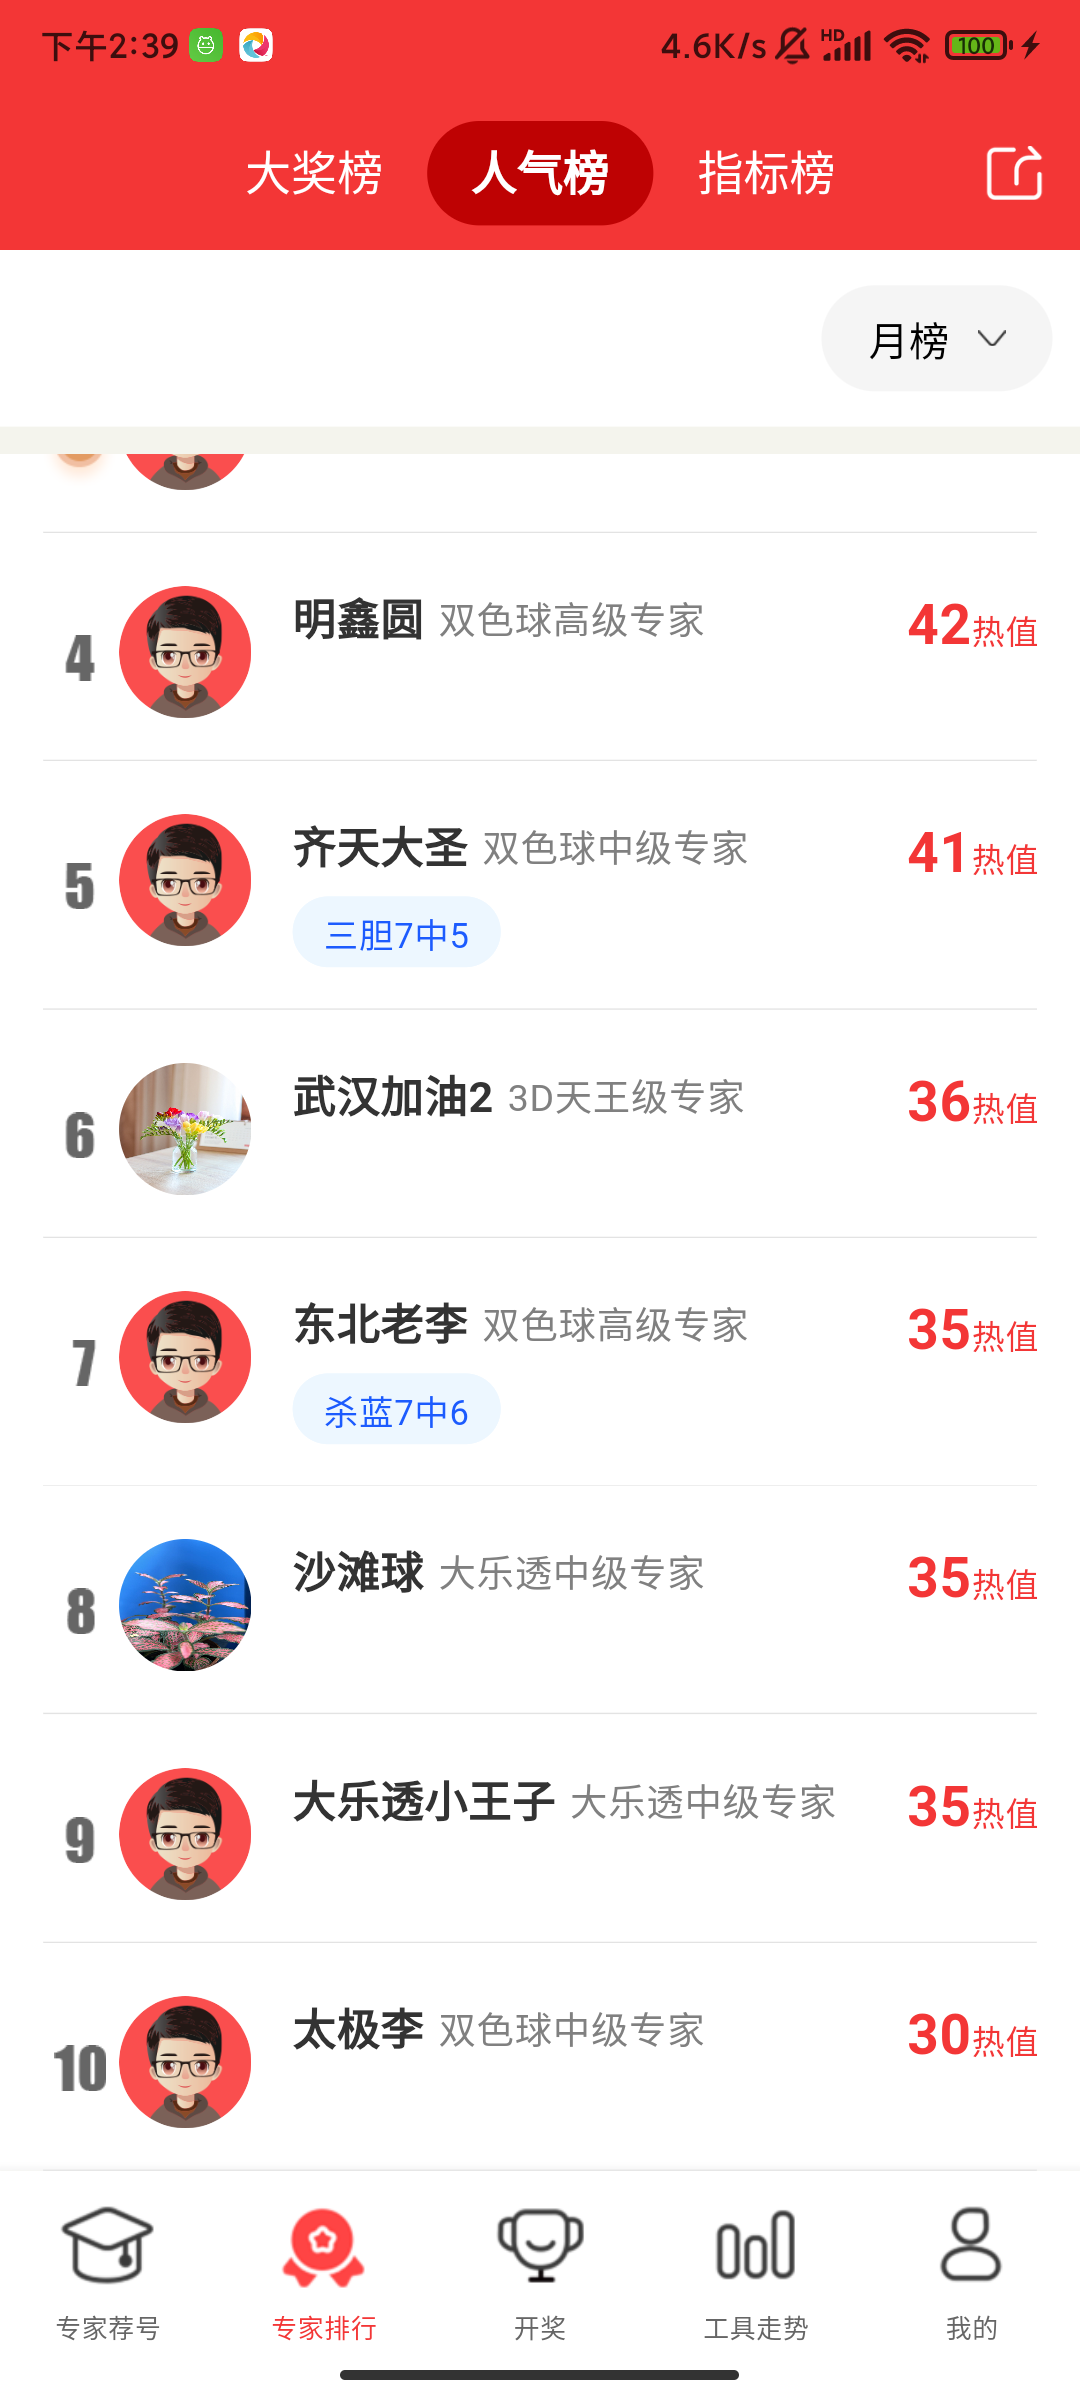 下午2:39 4.6K/s HD 100
大奖榜 人气榜 指标榜
月榜
4 明鑫圆 双色球高级专家 42热值
5 齐天大圣 双色球中级专家 41热值
三胆7中5
6 武汉加油2 3D天王级专家 36热值
7 东北老李 双色球高级专家 35热值
杀蓝7中6
8 沙滩球 大乐透中级专家 35热值
9 大乐透小王子 大乐透中级专家 35热值
10 太极李 双色球中级专家 30热值
专家荐号 专家排行 开奖 工具走势 我的